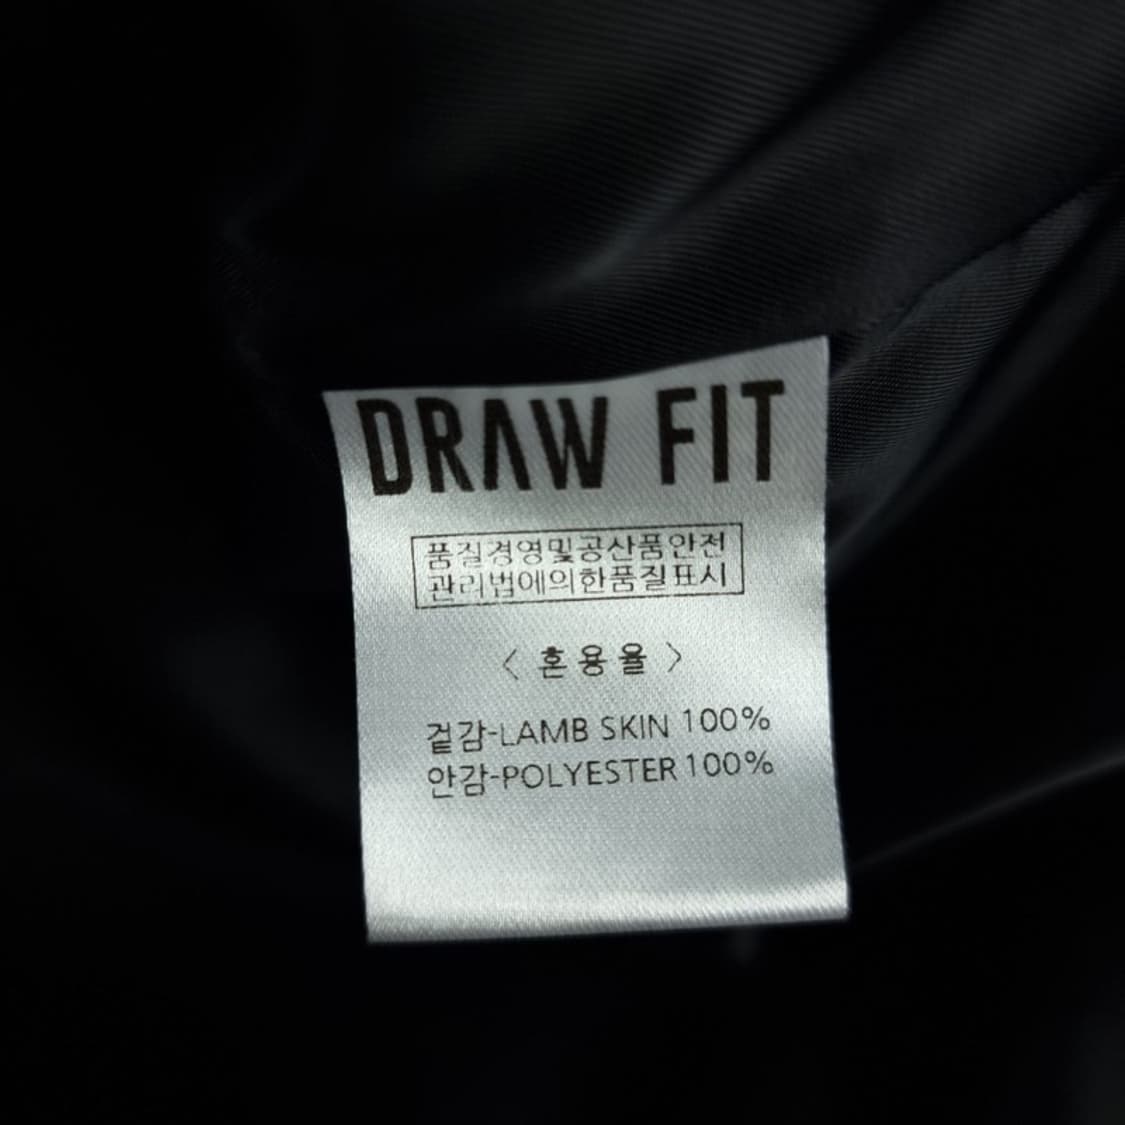 DRAW FIT
품질경영및공산품안전
관리법에의한품질표시
〈 혼용율 〉
겉감-LAMB SKIN 100%
안감-POLYESTER 100%